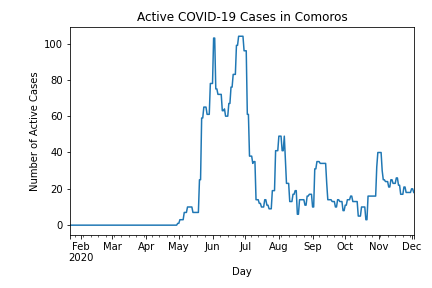 Active COVID-19 Cases in Comoros
Number of Active Cases
100
80
60
40
20
0
Feb Mar Apr May Jun Jul Aug Sep Oct Nov Dec
2020
Day